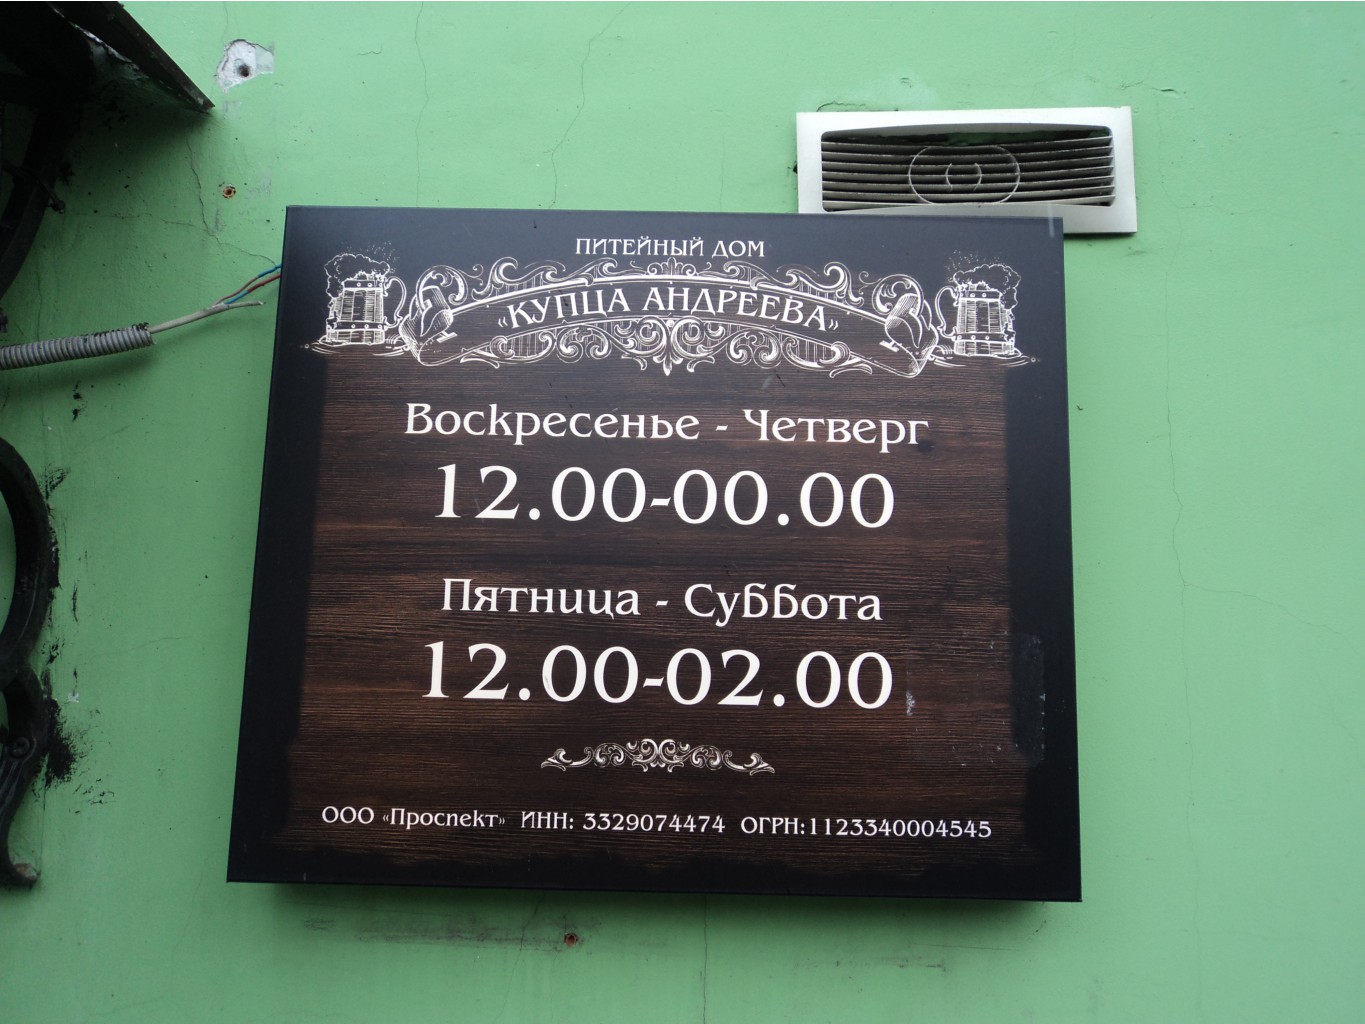 ПИТЕЙНЫЙ ДОМ
«КУПЦА АНДРЕЕВА»
Воскресенье - Четверг
12.00-00.00
Пятница - Суббота
12.00-02.00
ООО «Проспект» ИНН: 3329074474 ОГРН:1123340004545